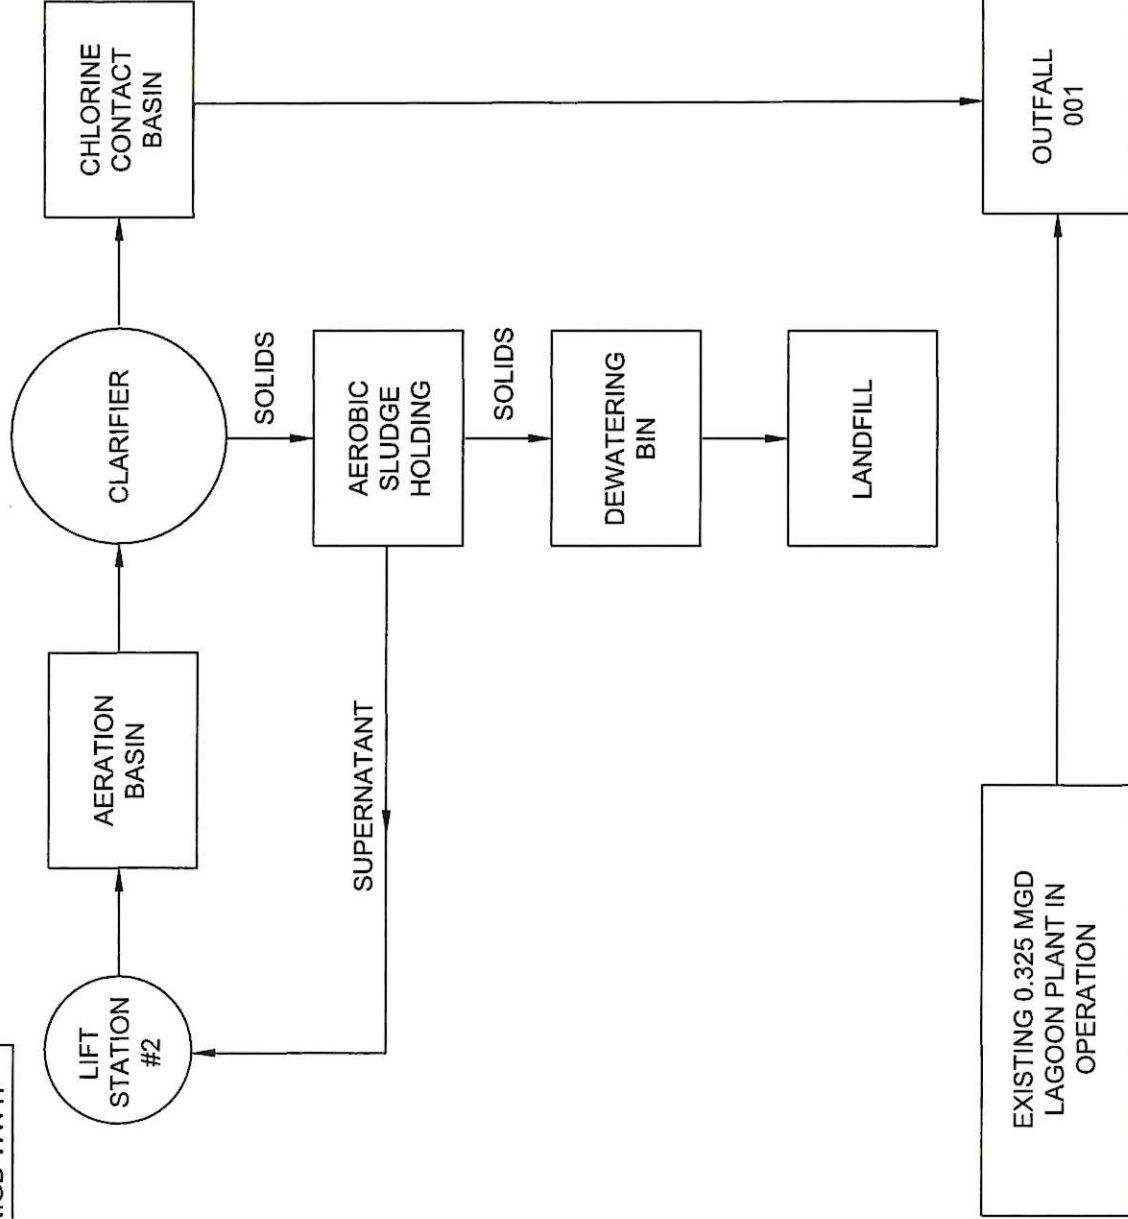 LIFT
STATION
#2
AERATION
BASIN
CLARIFIER
CHLORINE
CONTACT
BASIN
SOLIDS
AEROBIC
SLUDGE
HOLDING
SUPERNATANT
SOLIDS
DEWATERING
BIN
LANDFILL
EXISTING 0.325 MGD
LAGOON PLANT IN
OPERATION
OUTFALL
001